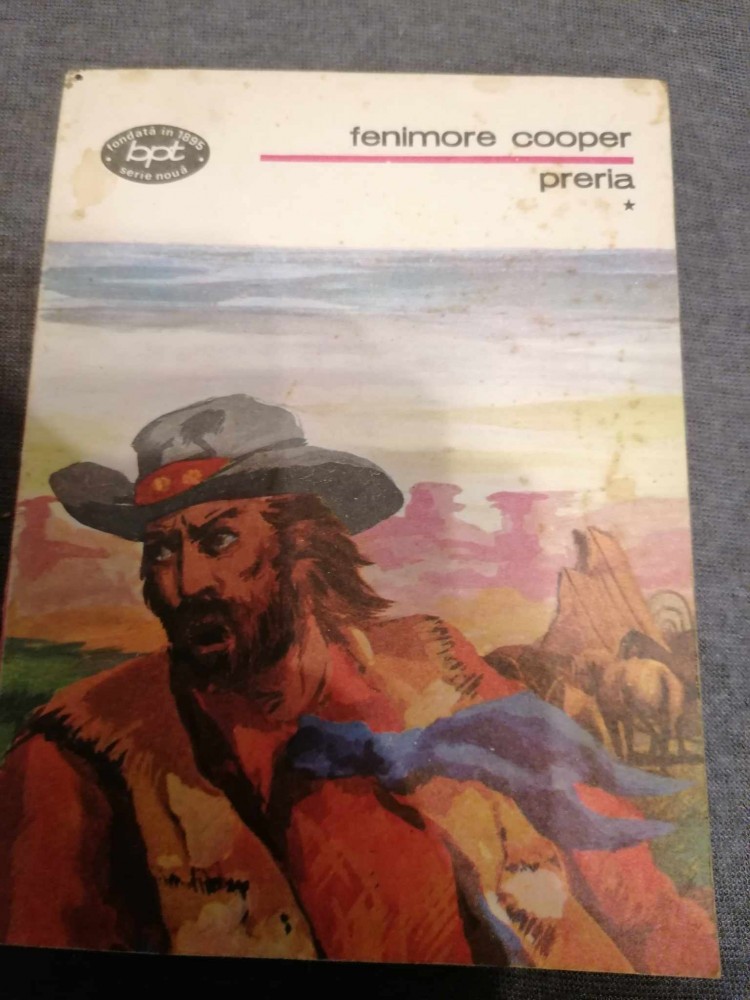 fondată în 1895
bpt
serie nouă
fenimore cooper
preria
*